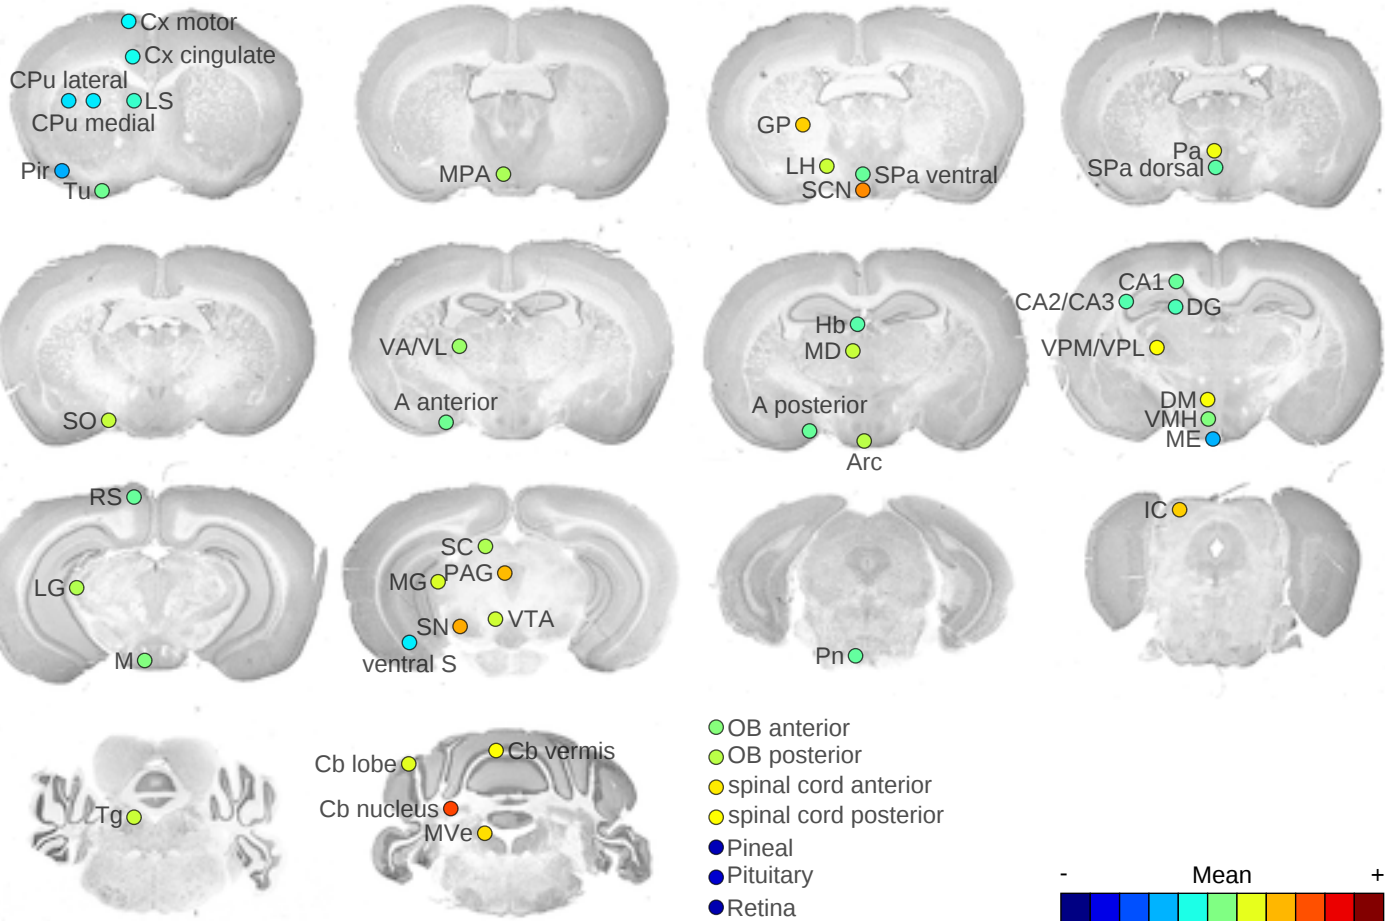 Cx motor
Cx cingulate
CPu lateral
LS
CPu medial
Pir
Tu
MPA
GP
LH
SPa ventral
SCN
Pa
SPa dorsal
SO
VA/VL
A anterior
Hb
MD
A posterior
Arc
CA1
CA2/CA3
DG
VPM/VPL
DM
VMH
ME
RS
LG
M
SC
MG
PAG
SN
VTA
ventral S
Pn
IC
Tg
Cb lobe
Cb vermis
Cb nucleus
MVe
OB anterior
OB posterior
spinal cord anterior
spinal cord posterior
Pineal
Pituitary
Retina
- Mean +